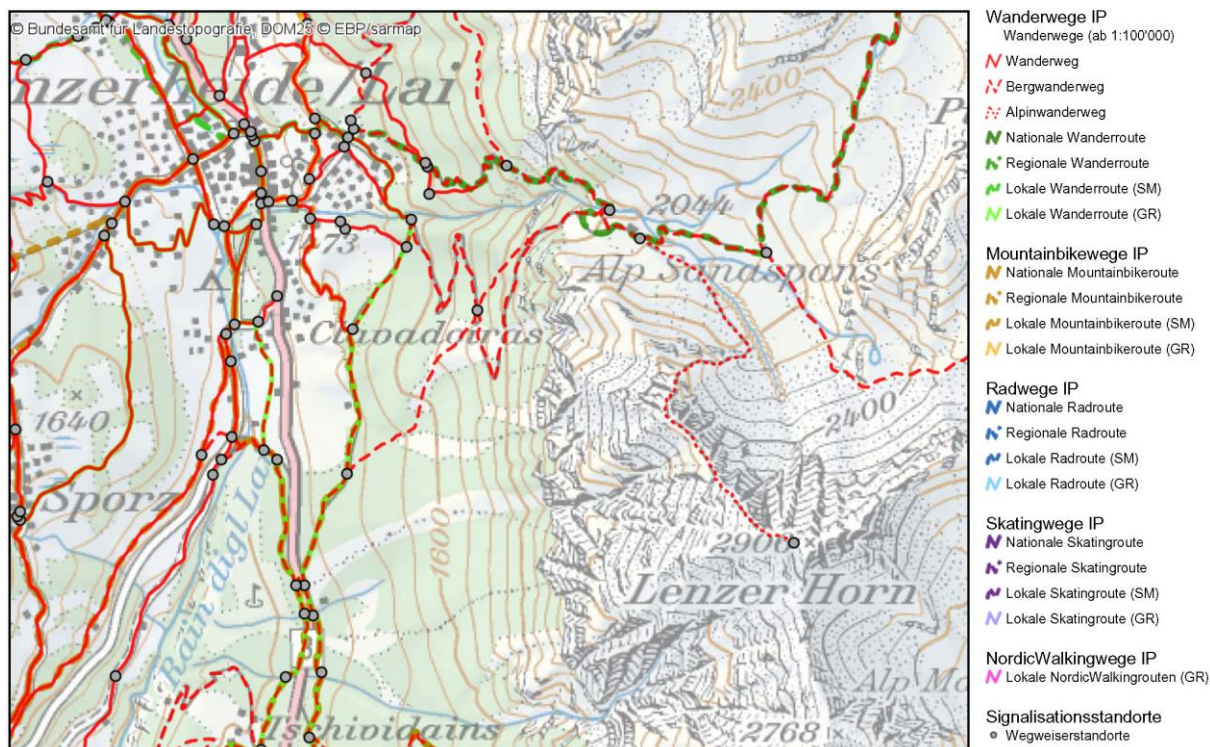 © Bundesamt für Landestopografie, DOM25 © EBP/sarmap
nzerheide/Lai
2400
P
2044
1473
Alp Sanaspans
Clavadoiras
1640
2400
Sporz
1600
2906
Lenzer Horn
Rain digl Lai
Alp Ma
Tschividains
2768
Wanderwege IP
Wanderwege (ab 1:100'000)
Wanderweg
Bergwanderweg
Alpinwanderweg
Nationale Wanderroute
Regionale Wanderroute
Lokale Wanderroute (SM)
Lokale Wanderroute (GR)
Mountainbikewege IP
Nationale Mountainbikeroute
Regionale Mountainbikeroute
Lokale Mountainbikeroute (SM)
Lokale Mountainbikeroute (GR)
Radwege IP
Nationale Radroute
Regionale Radroute
Lokale Radroute (SM)
Lokale Radroute (GR)
Skatingwege IP
Nationale Skatingroute
Regionale Skatingroute
Lokale Skatingroute (SM)
Lokale Skatingroute (GR)
NordicWalkingwege IP
Lokale NordicWalkingrouten (GR)
Signalisationsstandorte
Wegweiserstandorte